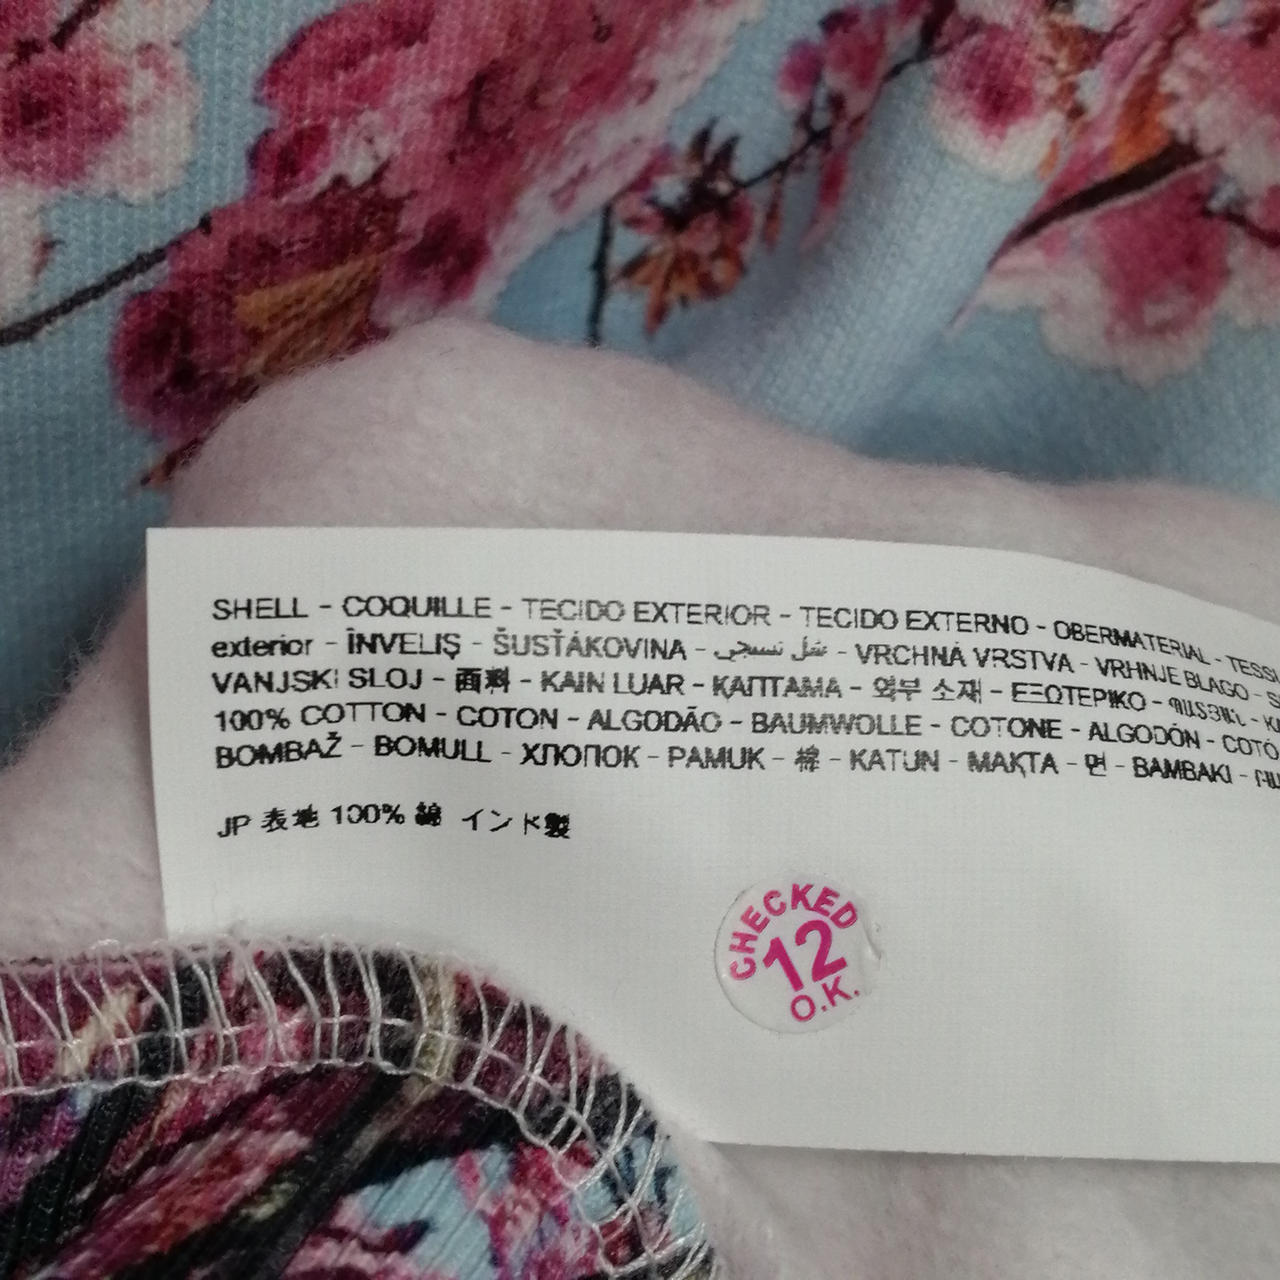 SHELL - COQUILLE - TECIDO EXTERIOR - TECIDO EXTERNO - OBERMATERIAL - TESSU
exterior - ÎNVELIŞ - ŠUSŤÁKOVINA - شل نسيجي - VRCHNÁ VRSTVA - VRHNJE BLAGO - S
VANJSKI SLOJ - 面料 - KAIN LUAR - ҚАПТАМА - 외부 소재 - ΕΞΩΤΕΡΙΚΟ -
100% COTTON - COTON - ALGODÃO - BAUMWOLLE - COTONE - ALGODÓN - COTÓ
BOMBAŽ - BOMULL - ХЛОПОК - PAMUK - 棉 - KATUN - МАҚТА - 면 - BAMBAKI -
JP 表地 100% 綿 インド製
CHECKED
12
O.K.